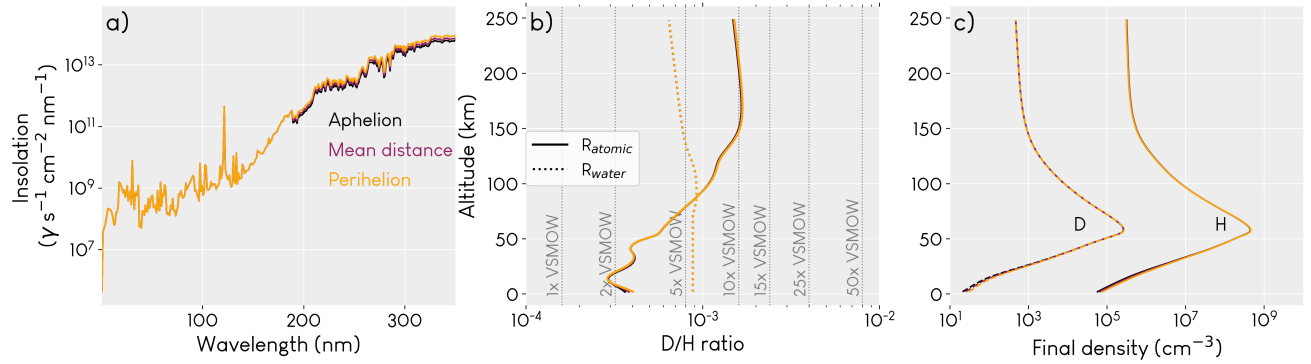 a)
10¹³
10¹¹
10⁹
10⁷
Insolation
(γ s⁻¹ cm⁻² nm⁻¹)
Aphelion
Mean distance
Perihelion
100 200 300
Wavelength (nm)
b)
250
200
150
100
50
0
Altitude (km)
R_atomic
R_water
1x VSMOW
2x VSMOW
5x VSMOW
10x VSMOW
15x VSMOW
25x VSMOW
50x VSMOW
10⁻⁴ 10⁻³ 10⁻²
D/H ratio
c)
250
200
150
100
50
0
D
H
10¹ 10³ 10⁵ 10⁷ 10⁹
Final density (cm⁻³)